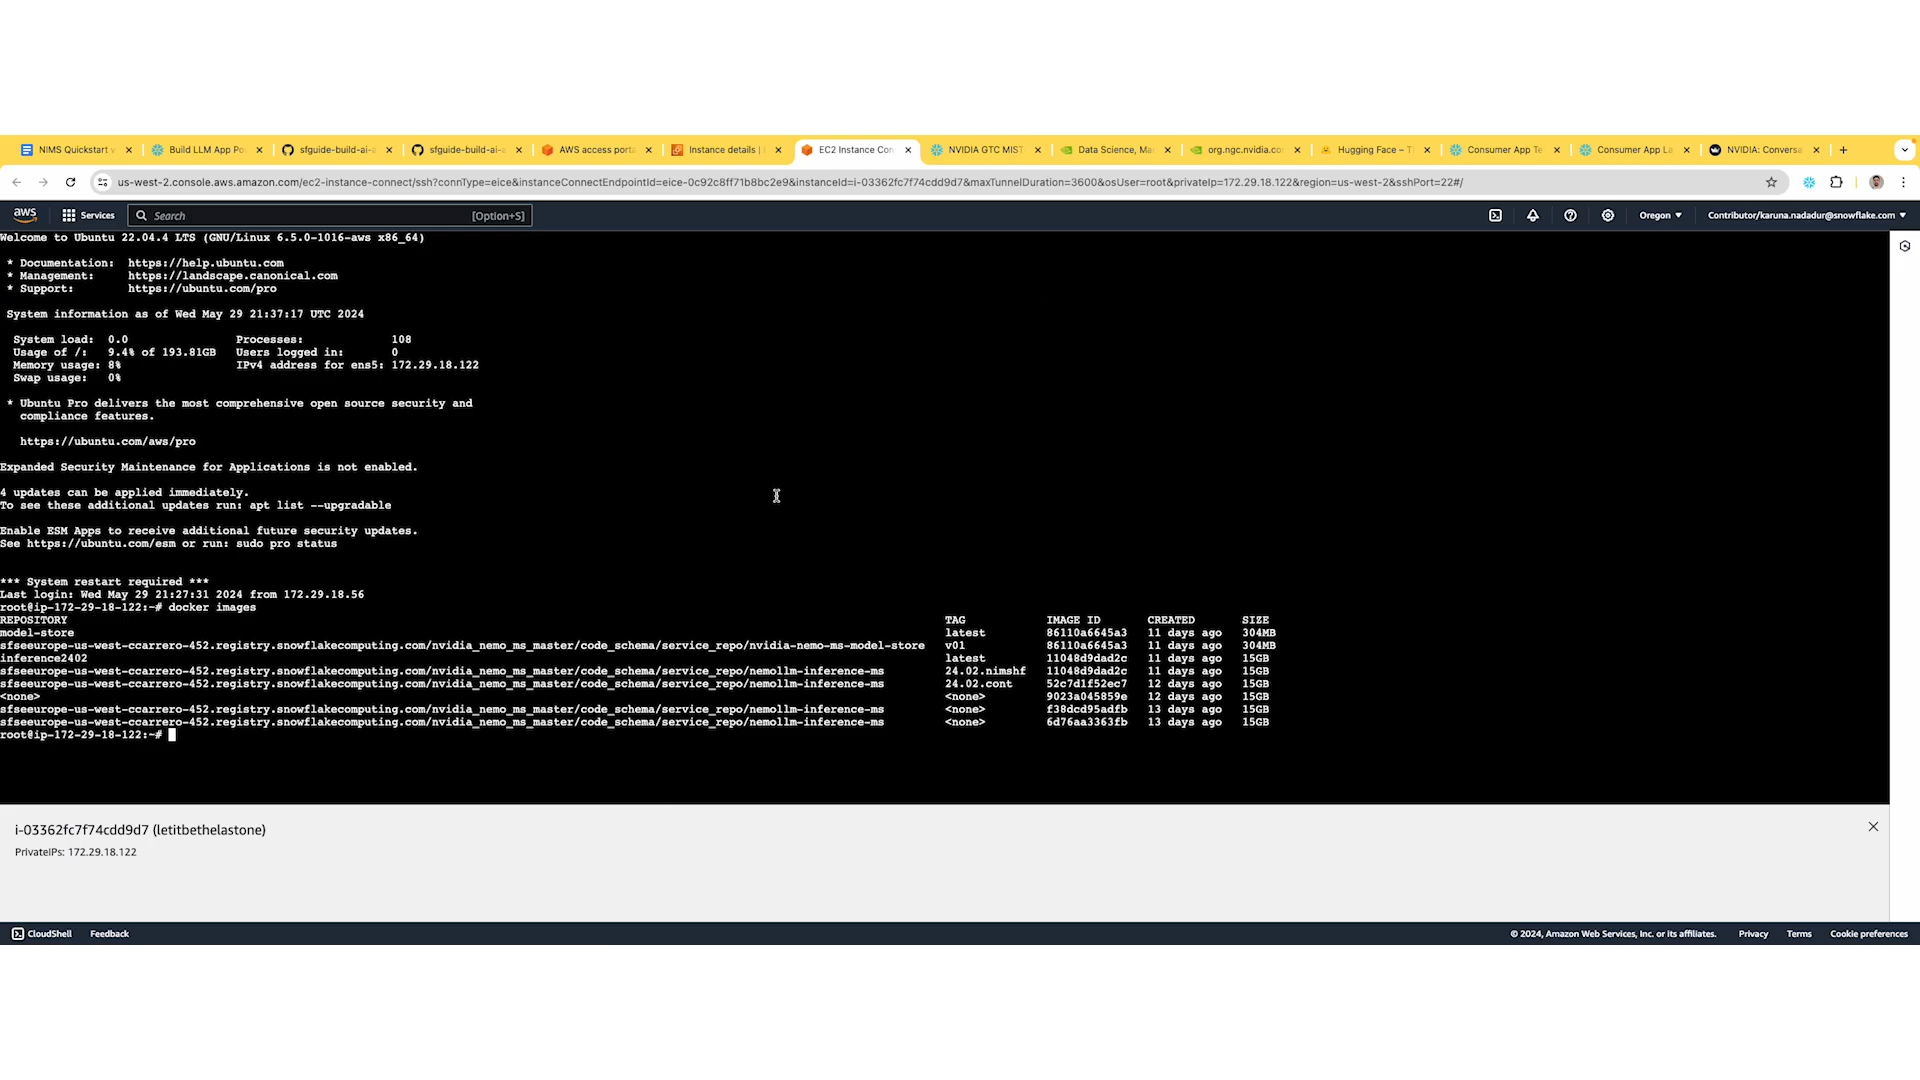 NIMS Quickstart v
Build LLM App Po
sfguide-build-ai-a
sfguide-build-ai-a
AWS access porta
Instance details |
EC2 Instance Con
NVIDIA GTC MIST
Data Science, Ma
org.ngc.nvidia.co
Hugging Face – T
Consumer App Te
Consumer App La
NVIDIA: Conversa
us-west-2.console.aws.amazon.com/ec2-instance-connect/ssh?connType=eice&instanceConnectEndpointId=eice-0c92c8ff71b8bc2e9&instanceId=i-03362fc7f74cdd9d7&maxTunnelDuration=3600&osUser=root&privateIp=172.29.18.122&region=us-west-2&sshPort=22#/
aws Services Search [Option+S] Oregon Contributor/karuna.nadadur@snowflake.com
Welcome to Ubuntu 22.04.4 LTS (GNU/Linux 6.5.0-1016-aws x86_64)
* Documentation: https://help.ubuntu.com
* Management: https://landscape.canonical.com
* Support: https://ubuntu.com/pro
System information as of Wed May 29 21:37:17 UTC 2024
System load: 0.0 Processes: 108
Usage of /: 9.4% of 193.81GB Users logged in: 0
Memory usage: 8% IPv4 address for ens5: 172.29.18.122
Swap usage: 0%
* Ubuntu Pro delivers the most comprehensive open source security and
compliance features.
https://ubuntu.com/aws/pro
Expanded Security Maintenance for Applications is not enabled.
4 updates can be applied immediately.
To see these additional updates run: apt list --upgradable
Enable ESM Apps to receive additional future security updates.
See https://ubuntu.com/esm or run: sudo pro status
*** System restart required ***
Last login: Wed May 29 21:27:31 2024 from 172.29.18.56
root@ip-172-29-18-122:~# docker images
REPOSITORY TAG IMAGE ID CREATED SIZE
model-store latest 86110a6645a3 11 days ago 304MB
sfseeurope-us-west-ccarrero-452.registry.snowflakecomputing.com/nvidia_nemo_ms_master/code_schema/service_repo/nvidia-nemo-ms-model-store v01 86110a6645a3 11 days ago 304MB
inference2402 latest 11048d9dad2c 11 days ago 15GB
sfseeurope-us-west-ccarrero-452.registry.snowflakecomputing.com/nvidia_nemo_ms_master/code_schema/service_repo/nemollm-inference-ms 24.02.nimshf 11048d9dad2c 11 days ago 15GB
sfseeurope-us-west-ccarrero-452.registry.snowflakecomputing.com/nvidia_nemo_ms_master/code_schema/service_repo/nemollm-inference-ms 24.02.cont 52c7d1f52ec7 12 days ago 15GB
<none> <none> 9023a045859e 12 days ago 15GB
sfseeurope-us-west-ccarrero-452.registry.snowflakecomputing.com/nvidia_nemo_ms_master/code_schema/service_repo/nemollm-inference-ms <none> f38dcd95adfb 13 days ago 15GB
sfseeurope-us-west-ccarrero-452.registry.snowflakecomputing.com/nvidia_nemo_ms_master/code_schema/service_repo/nemollm-inference-ms <none> 6d76aa3363fb 13 days ago 15GB
root@ip-172-29-18-122:~#
i-03362fc7f74cdd9d7 (letitbethelastone)
PrivateIPs: 172.29.18.122
CloudShell Feedback © 2024, Amazon Web Services, Inc. or its affiliates. Privacy Terms Cookie preferences